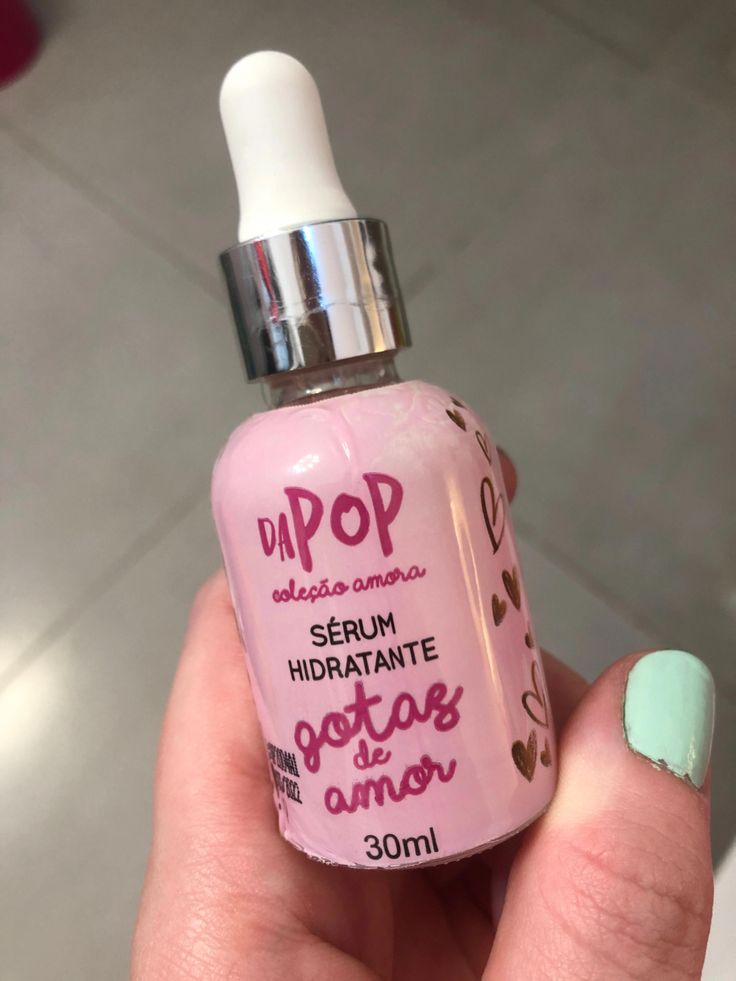 DAPOP
coleção amora
SÉRUM
HIDRATANTE
gotas
de
amor
30ml